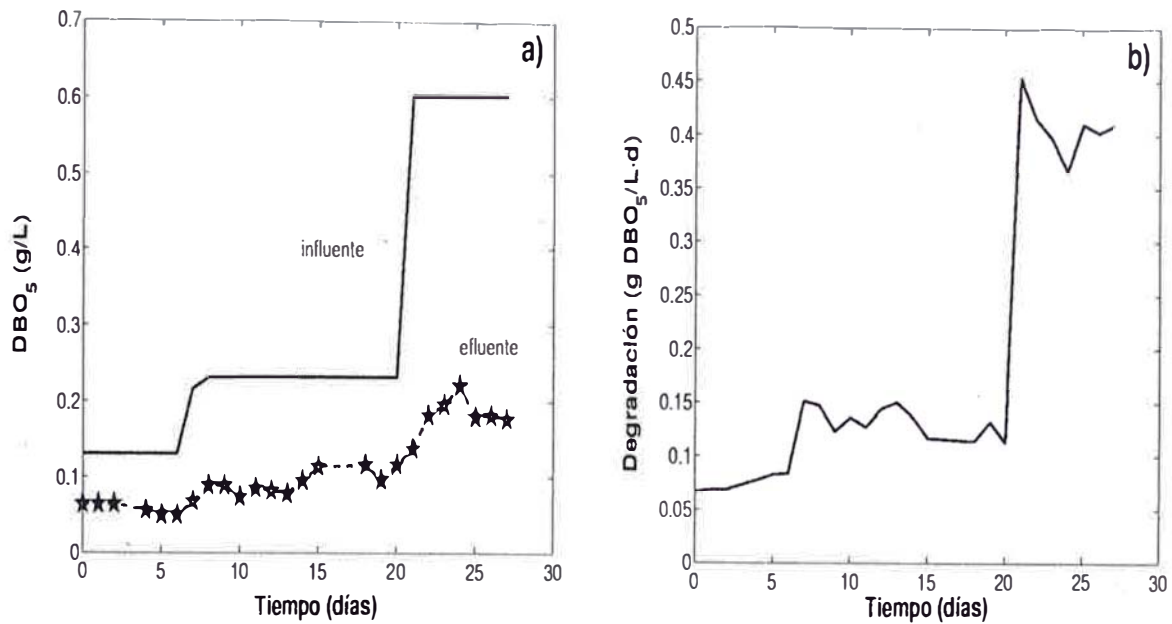 a)
DBO₅ (g/L)
0.7
0.6
0.5
0.4
0.3
0.2
0.1
0
influente
efluente
0 5 10 15 20 25 30
Tiempo (días)
b)
Degradación (g DBO₅/L·d)
0.5
0.45
0.4
0.35
0.3
0.25
0.2
0.15
0.1
0.05
0
0 5 10 15 20 25 30
Tiempo (días)